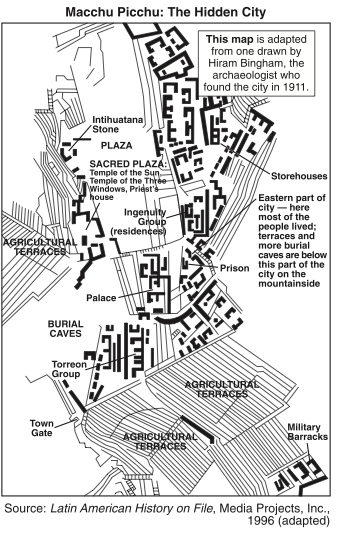 Macchu Picchu: The Hidden City
This map is adapted
from one drawn by
Hiram Bingham, the
archaeologist who
found the city in 1911.
Intihuatana
Stone
PLAZA
SACRED PLAZA:
Temple of the Sun,
Temple of the Three
Windows, Priest's
house
Storehouses
Ingenuity
Group
(residences)
Eastern part of
city — here
most of the
people lived;
terraces and
more burial
caves are below
this part of the
city on the
mountainside
AGRICULTURAL
TERRACES
Prison
Palace
BURIAL
CAVES
Torreon
Group
AGRICULTURAL
TERRACES
Town
Gate
AGRICULTURAL
TERRACES
Military
Barracks
Source: Latin American History on File, Media Projects, Inc.,
1996 (adapted)